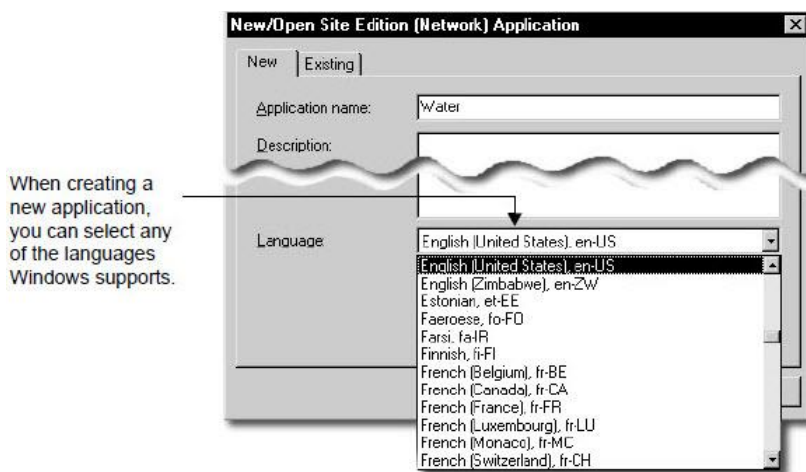 New/Open Site Edition (Network) Application
New
Existing
Application name:
Water
Description:
When creating a
new application,
you can select any
of the languages
Windows supports.
Language
English (United States), en-US
English (United States), en-US
English (Zimbabwe), en-ZW
Estonian, et-EE
Faeroese, fo-FO
Farsi, fa-IR
Finnish, fi-FI
French (Belgium), fr-BE
French (Canada), fr-CA
French (France), fr-FR
French (Luxembourg), fr-LU
French (Monaco), fr-MC
French (Switzerland), fr-CH